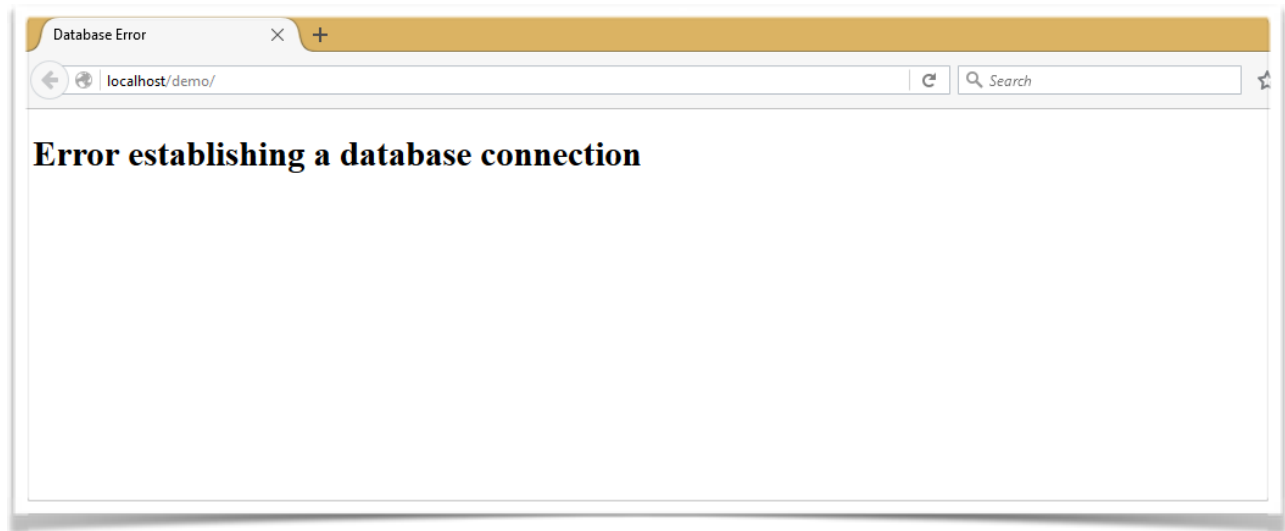 Database Error
localhost/demo/
Search
Error establishing a database connection